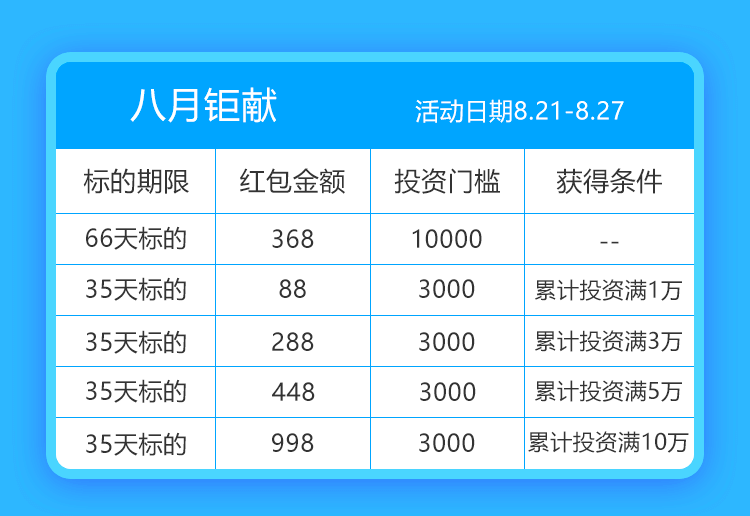 八月钜献 活动日期8.21-8.27
标的期限 红包金额 投资门槛 获得条件
66天标的 368 10000 --
35天标的 88 3000 累计投资满1万
35天标的 288 3000 累计投资满3万
35天标的 448 3000 累计投资满5万
35天标的 998 3000 累计投资满10万